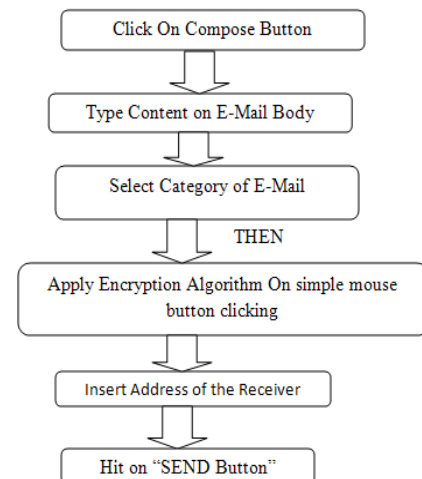 Click On Compose Button
Type Content on E-Mail Body
Select Category of E-Mail
THEN
Apply Encryption Algorithm On simple mouse
button clicking
Insert Address of the Receiver
Hit on “SEND Button”